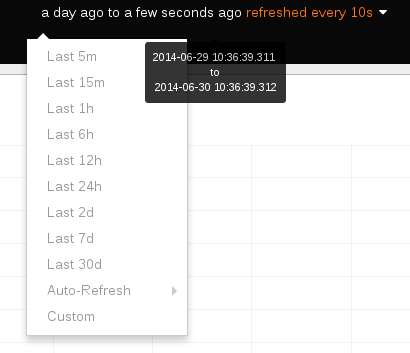 a day ago to a few seconds ago refreshed every 10s
2014-06-29 10:36:39.311
to
2014-06-30 10:36:39.312
Last 5m
Last 15m
Last 1h
Last 6h
Last 12h
Last 24h
Last 2d
Last 7d
Last 30d
Auto-Refresh
Custom